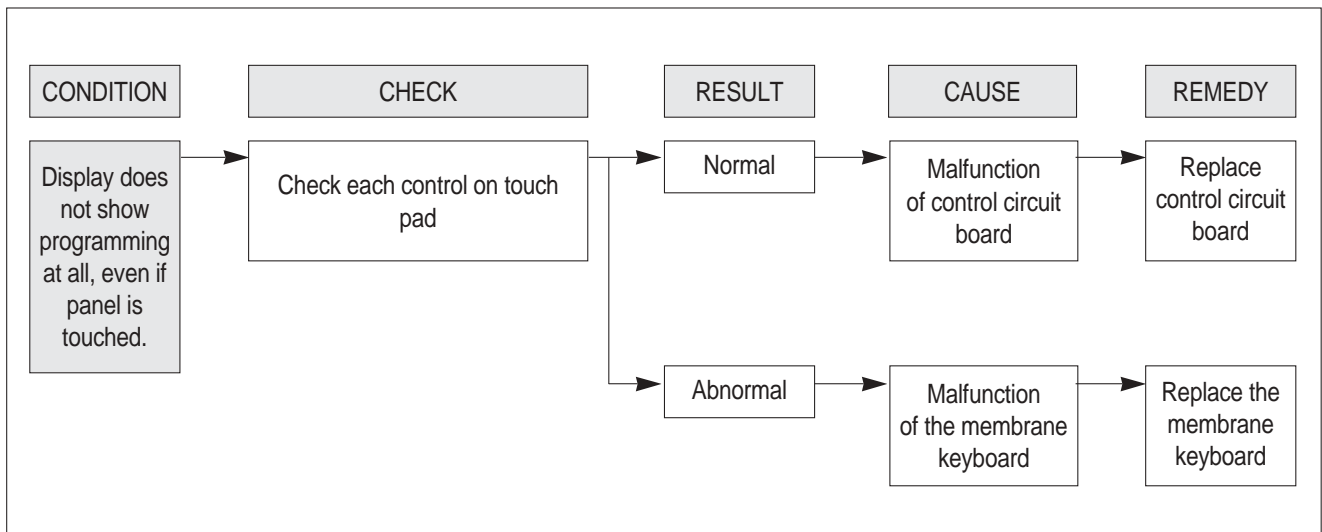 CONDITION
CHECK
RESULT
CAUSE
REMEDY
Display does
not show
programming
at all, even if
panel is
touched.
Check each control on touch
pad
Normal
Malfunction
of control circuit
board
Replace
control circuit
board
Abnormal
Malfunction
of the membrane
keyboard
Replace the
membrane
keyboard